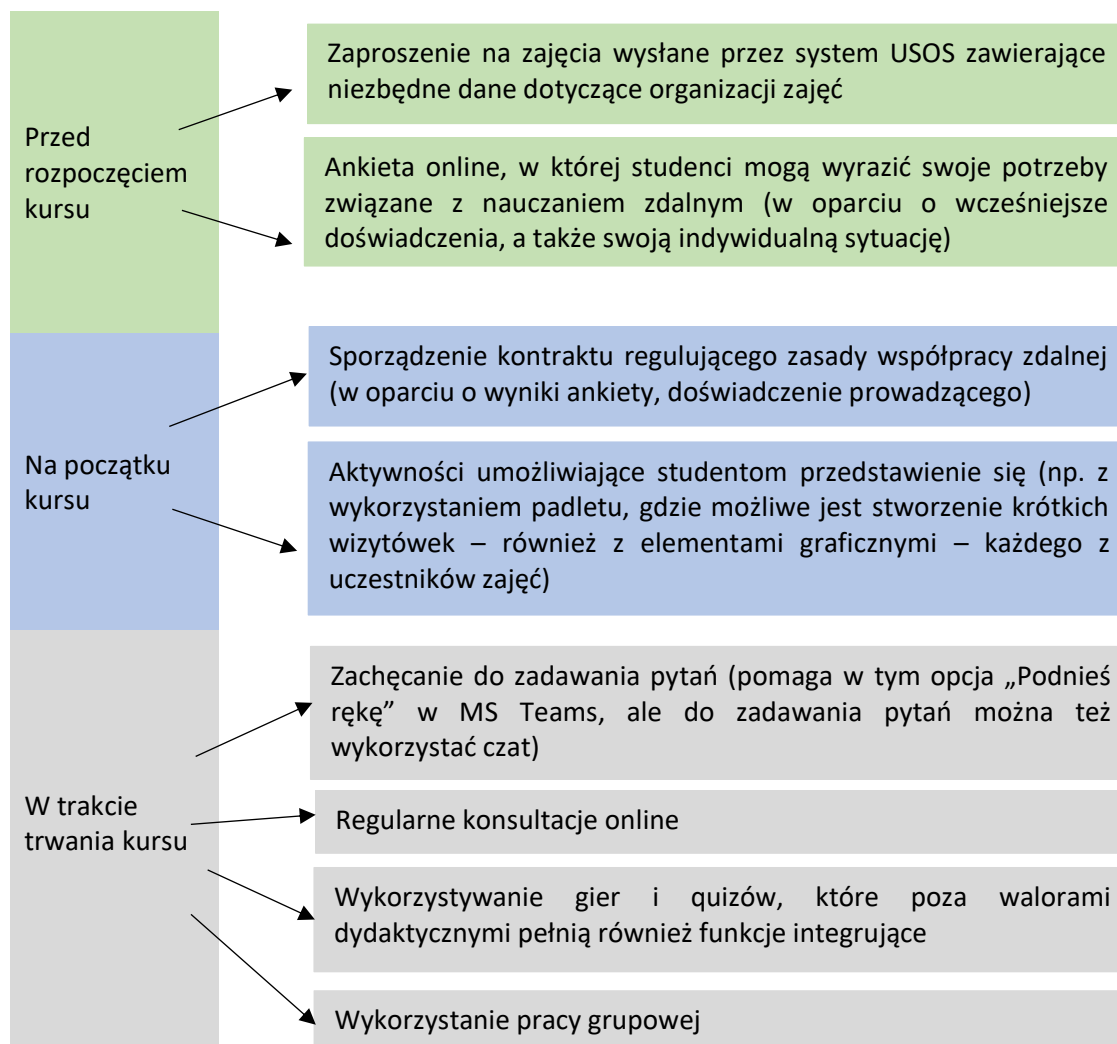 Przed
rozpoczęciem
kursu
Zaproszenie na zajęcia wysłane przez system USOS zawierające
niezbędne dane dotyczące organizacji zajęć
Ankieta online, w której studenci mogą wyrazić swoje potrzeby
związane z nauczaniem zdalnym (w oparciu o wcześniejsze
doświadczenia, a także swoją indywidualną sytuację)
Na początku
kursu
Sporządzenie kontraktu regulującego zasady współpracy zdalnej
(w oparciu o wyniki ankiety, doświadczenie prowadzącego)
Aktywności umożliwiające studentom przedstawienie się (np. z
wykorzystaniem padletu, gdzie możliwe jest stworzenie krótkich
wizytówek – również z elementami graficznymi – każdego z
uczestników zajęć)
W trakcie
trwania kursu
Zachęcanie do zadawania pytań (pomaga w tym opcja „Podnieś
rękę” w MS Teams, ale do zadawania pytań można też
wykorzystać czat)
Regularne konsultacje online
Wykorzystywanie gier i quizów, które poza walorami
dydaktycznymi pełnią również funkcje integrujące
Wykorzystanie pracy grupowej